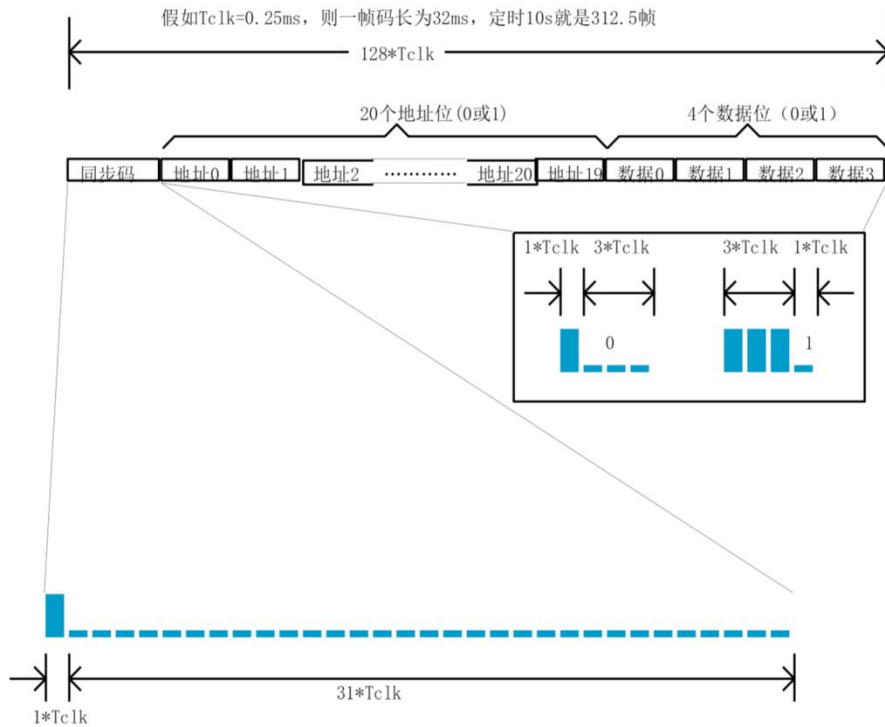 假如Tclk=0.25ms，则一帧码长为32ms，定时10s就是312.5帧
128*Tclk
20个地址位(0或1)
4个数据位（0或1）
同步码 地址0 地址1 地址2 ………… 地址20 地址19 数据0 数据1 数据2 数据3
1*Tclk 3*Tclk 3*Tclk 1*Tclk
0 1
31*Tclk
1*Tclk